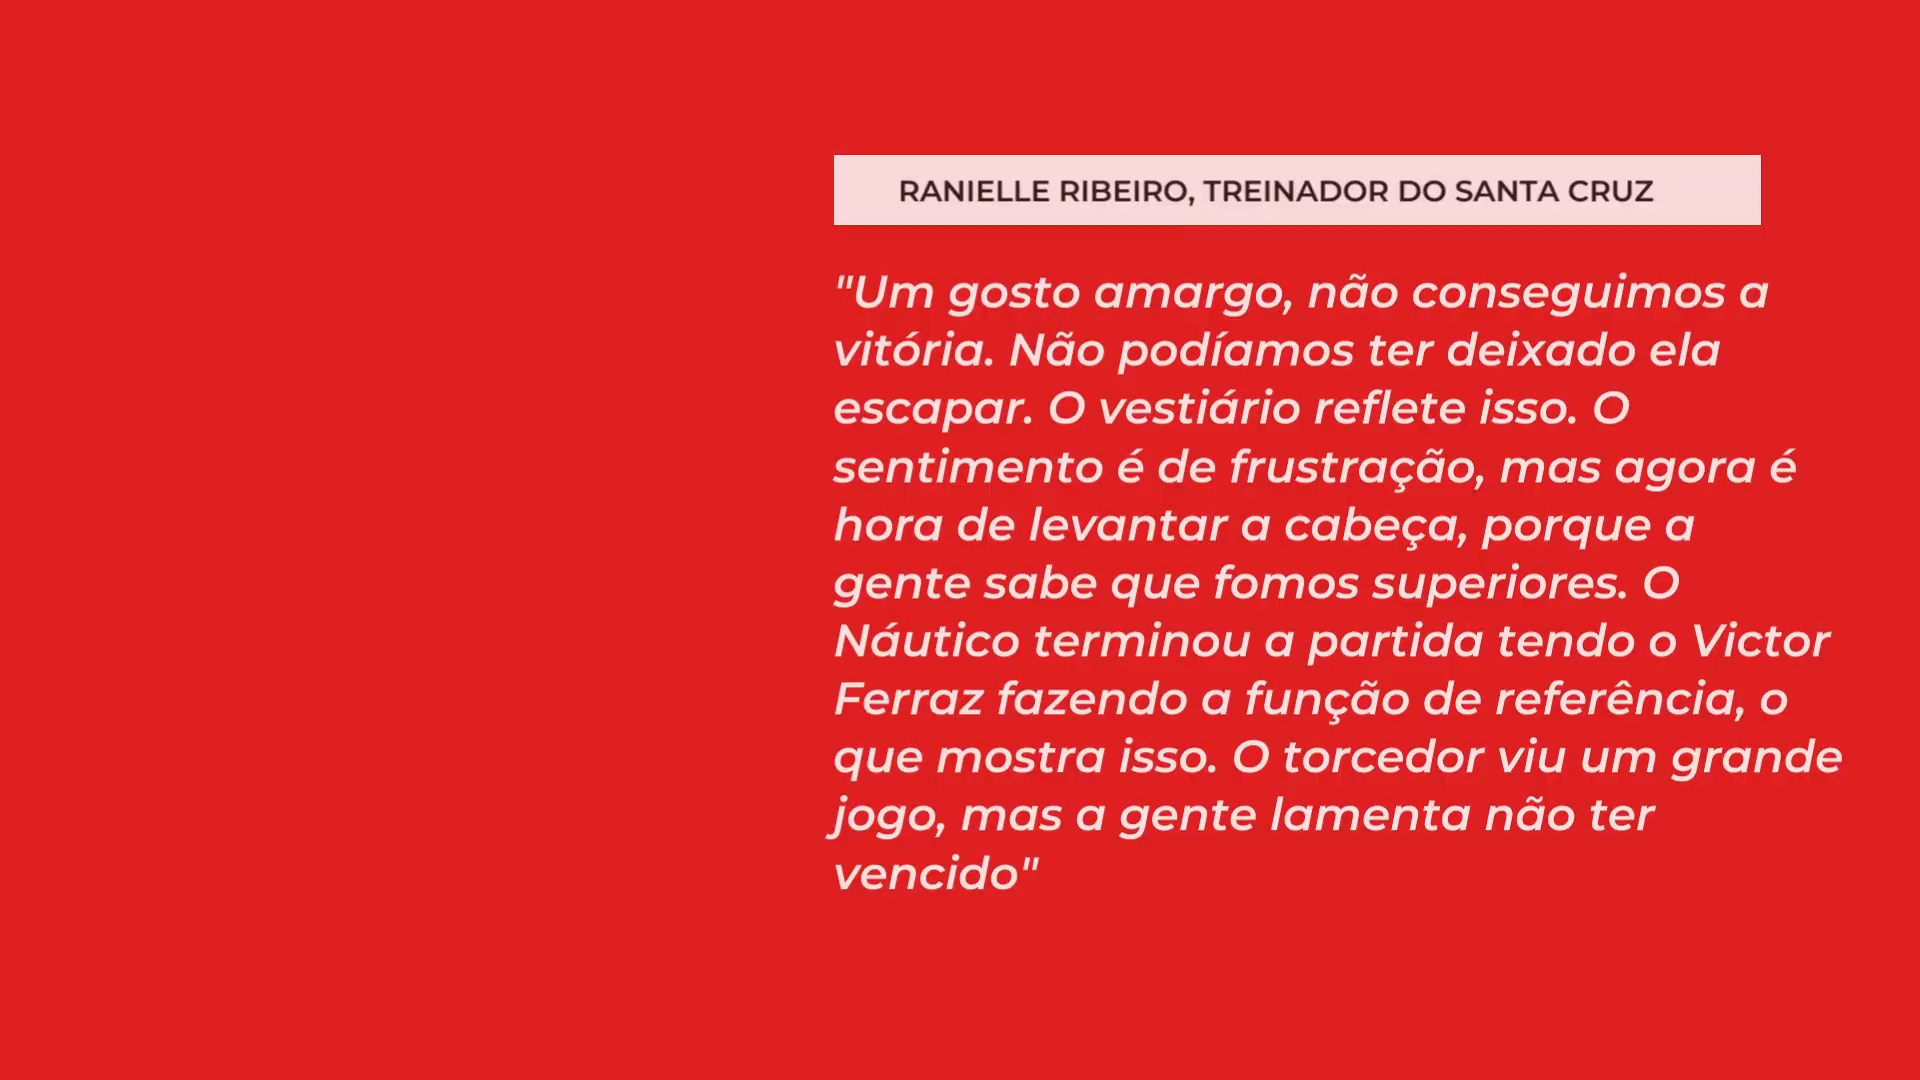 RANIELLE RIBEIRO, TREINADOR DO SANTA CRUZ
"Um gosto amargo, não conseguimos a
vitória. Não podíamos ter deixado ela
escapar. O vestiário reflete isso. O
sentimento é de frustração, mas agora é
hora de levantar a cabeça, porque a
gente sabe que fomos superiores. O
Náutico terminou a partida tendo o Victor
Ferraz fazendo a função de referência, o
que mostra isso. O torcedor viu um grande
jogo, mas a gente lamenta não ter
vencido"